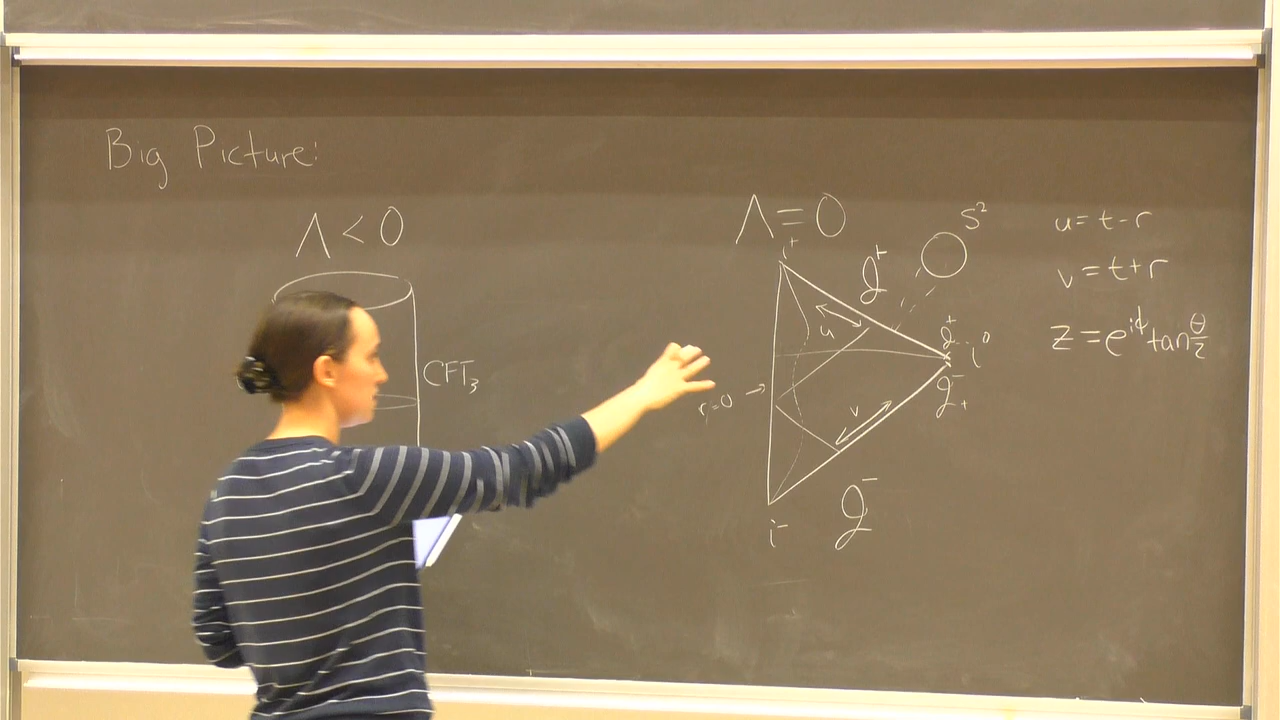 Big Picture:
Λ < 0
CFT₃
Λ = 0
i⁺
𝓘⁺
S²
u
𝓘⁺₋
i⁰
𝓘⁻₊
r=0
v
𝓘⁻
i⁻
u = t - r
v = t + r
z = e^{iϕ} tan θ/2